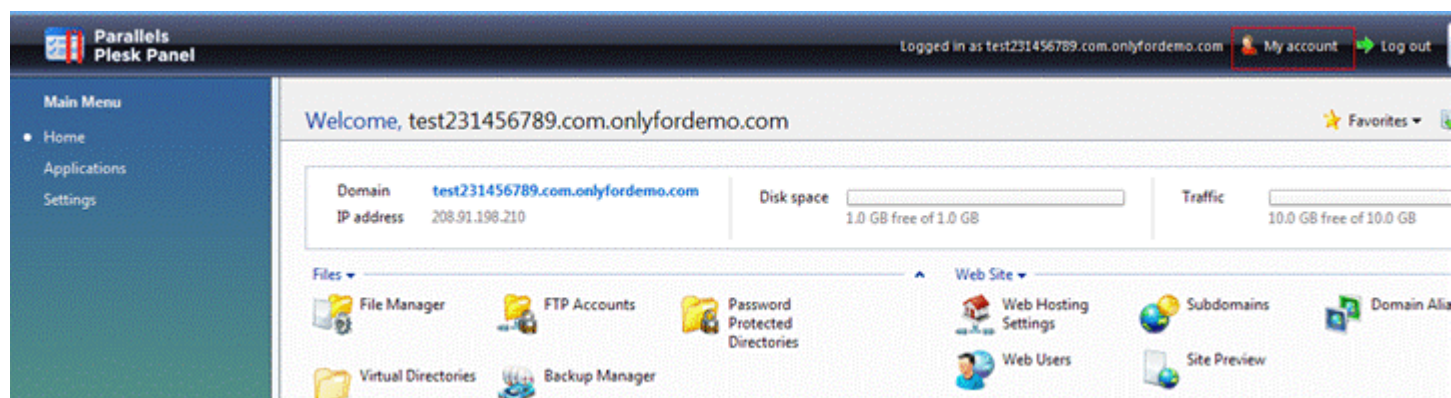 Parallels
Plesk Panel
Logged in as test231456789.com.onlyfordemo.com My account Log out
Main Menu
Home
Applications
Settings
Welcome, test231456789.com.onlyfordemo.com
Favorites
Domain test231456789.com.onlyfordemo.com
IP address 208.91.198.210
Disk space
1.0 GB free of 1.0 GB
Traffic
10.0 GB free of 10.0 GB
Files
File Manager
FTP Accounts
Password
Protected
Directories
Virtual Directories
Backup Manager
Web Site
Web Hosting
Settings
Subdomains
Domain Alia
Web Users
Site Preview